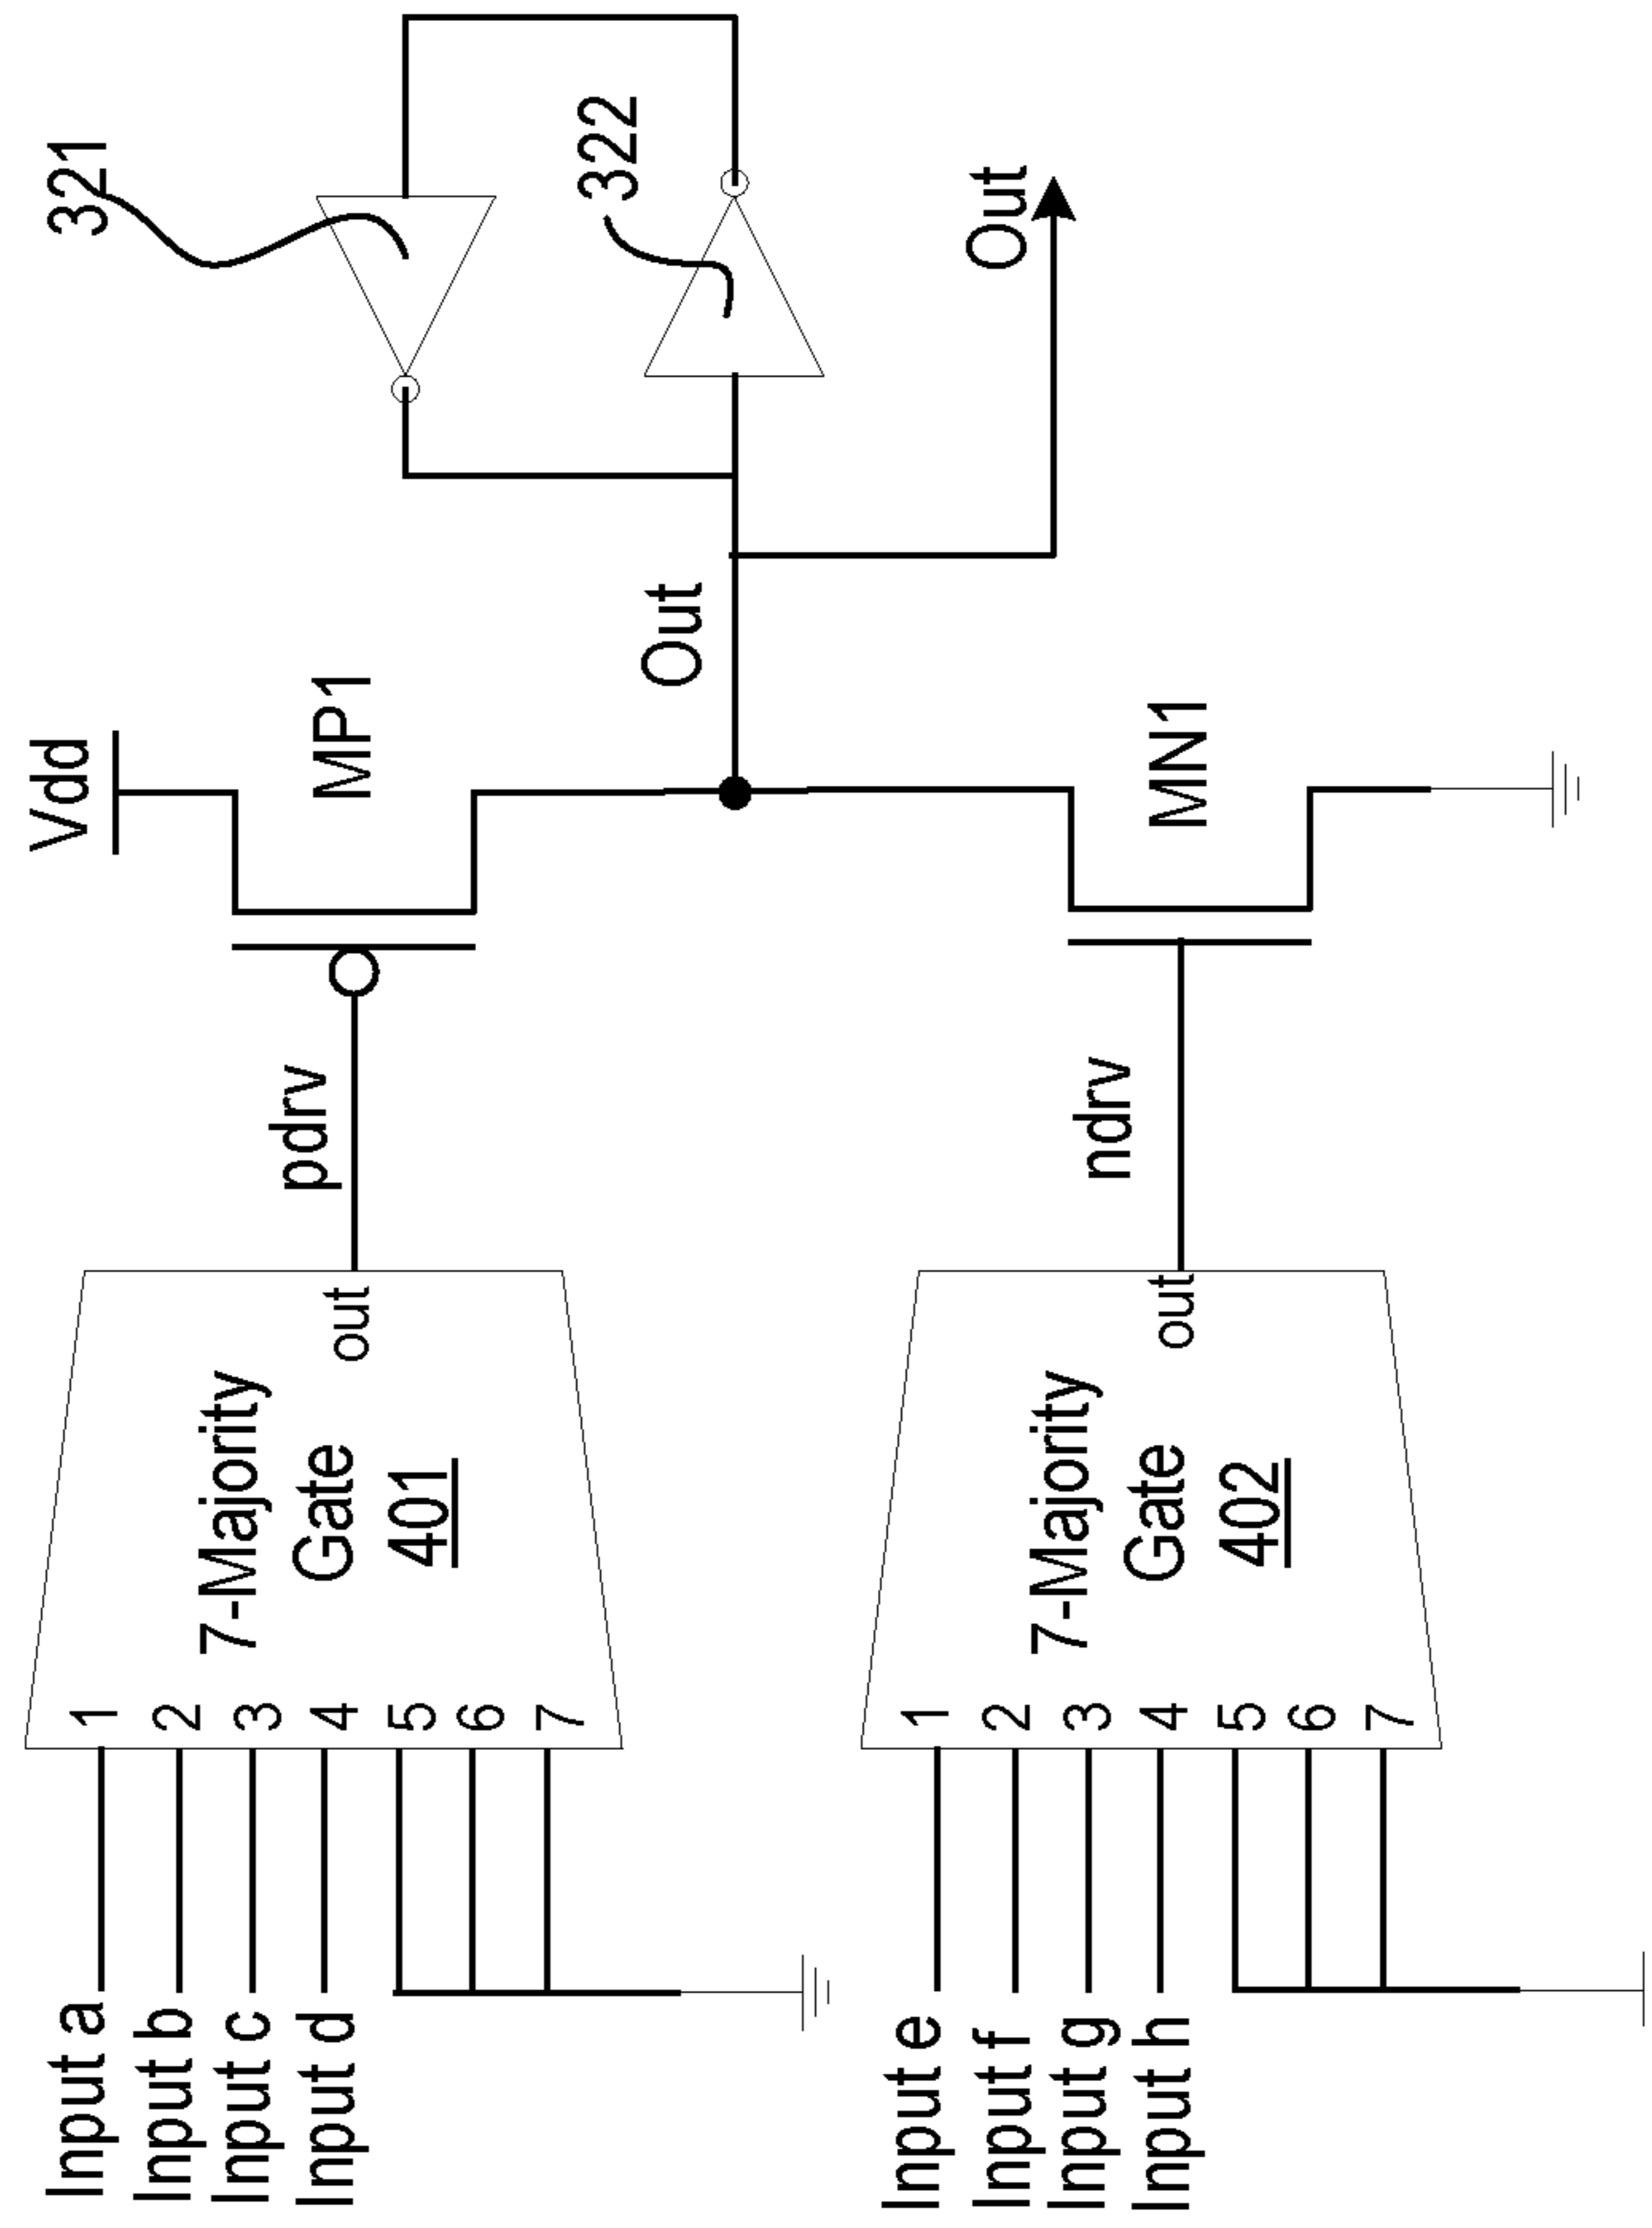 Input a
Input b
Input c
Input d
1
2
3
4
5
6
7
7-Majority
Gate
401
out
pdrv
Vdd
MP1
Out
321
322
Out
Input e
Input f
Input g
Input h
1
2
3
4
5
6
7
7-Majority
Gate
402
out
ndrv
MN1